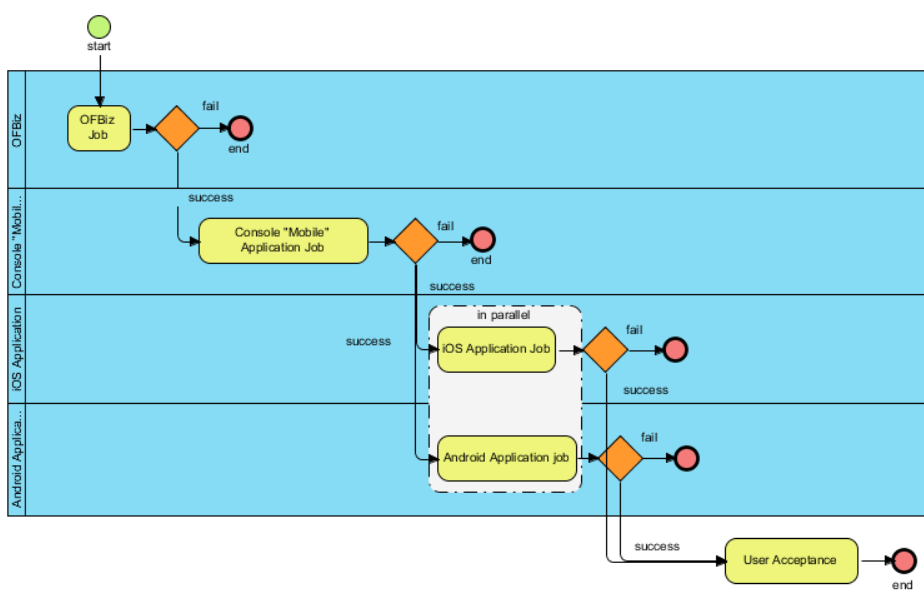 start
OFBiz
OFBiz
Job
fail
end
success
Console "Mobil...
Console "Mobile"
Application Job
fail
end
success
success
iOS Application
in parallel
iOS Application Job
fail
success
Android Applica...
Android Application job
fail
success
User Acceptance
end